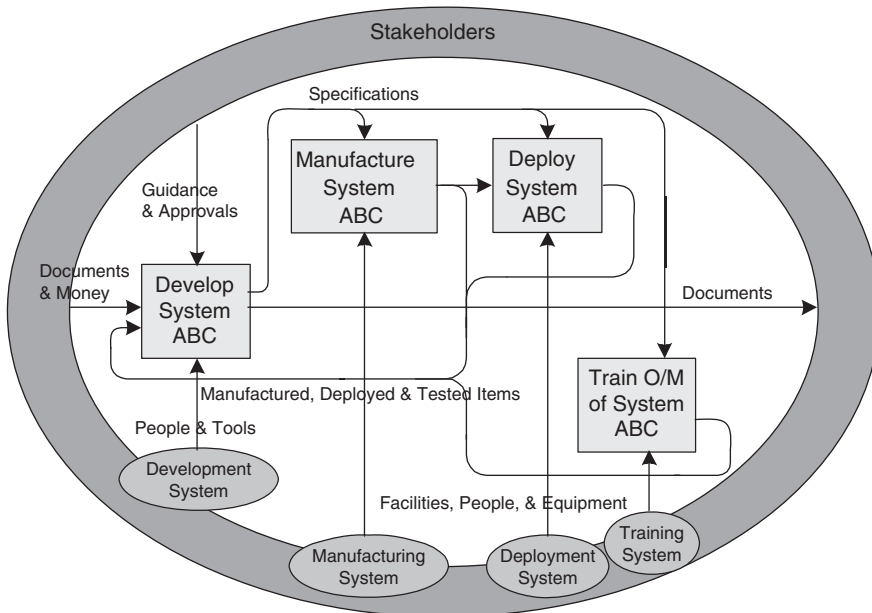 Stakeholders
Specifications
Manufacture
System
ABC
Deploy
System
ABC
Guidance
& Approvals
Documents
& Money
Develop
System
ABC
Documents
Train O/M
of System
ABC
Manufactured, Deployed & Tested Items
People & Tools
Development
System
Facilities, People, & Equipment
Manufacturing
System
Deployment
System
Training
System